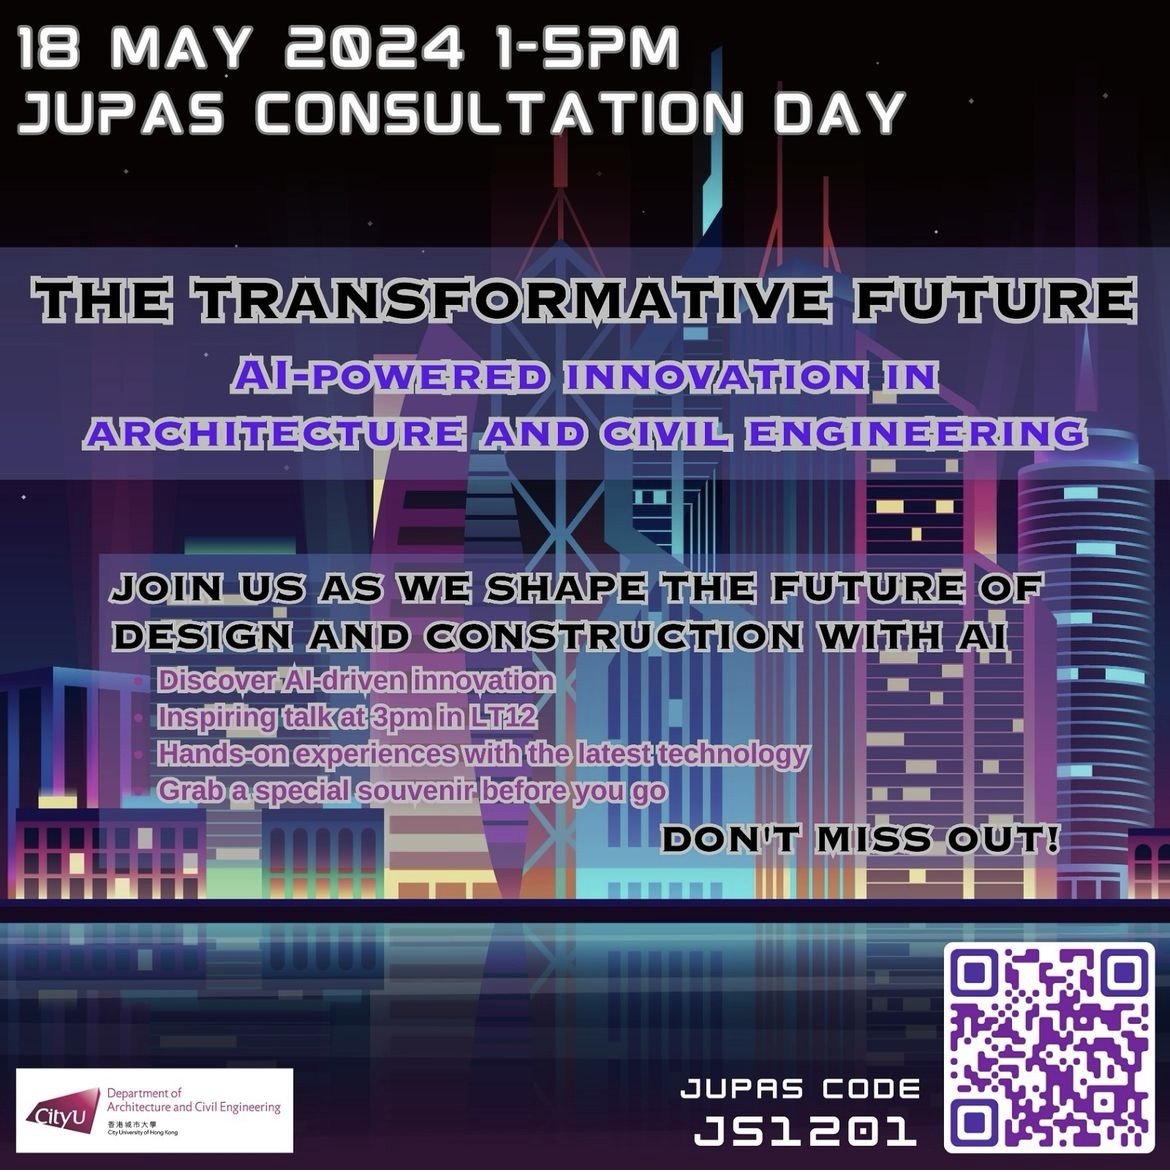 18 MAY 2024 1-5PM
JUPAS CONSULTATION DAY
THE TRANSFORMATIVE FUTURE
AI-POWERED INNOVATION IN
ARCHITECTURE AND CIVIL ENGINEERING
JOIN US AS WE SHAPE THE FUTURE OF
DESIGN AND CONSTRUCTION WITH AI
• Discover AI-driven innovation
• Inspiring talk at 3pm in LT12
• Hands-on experiences with the latest technology
• Grab a special souvenir before you go
DON'T MISS OUT!
CityU
Department of
Architecture and Civil Engineering
香港城市大學
City University of Hong Kong
JUPAS CODE
JS1201